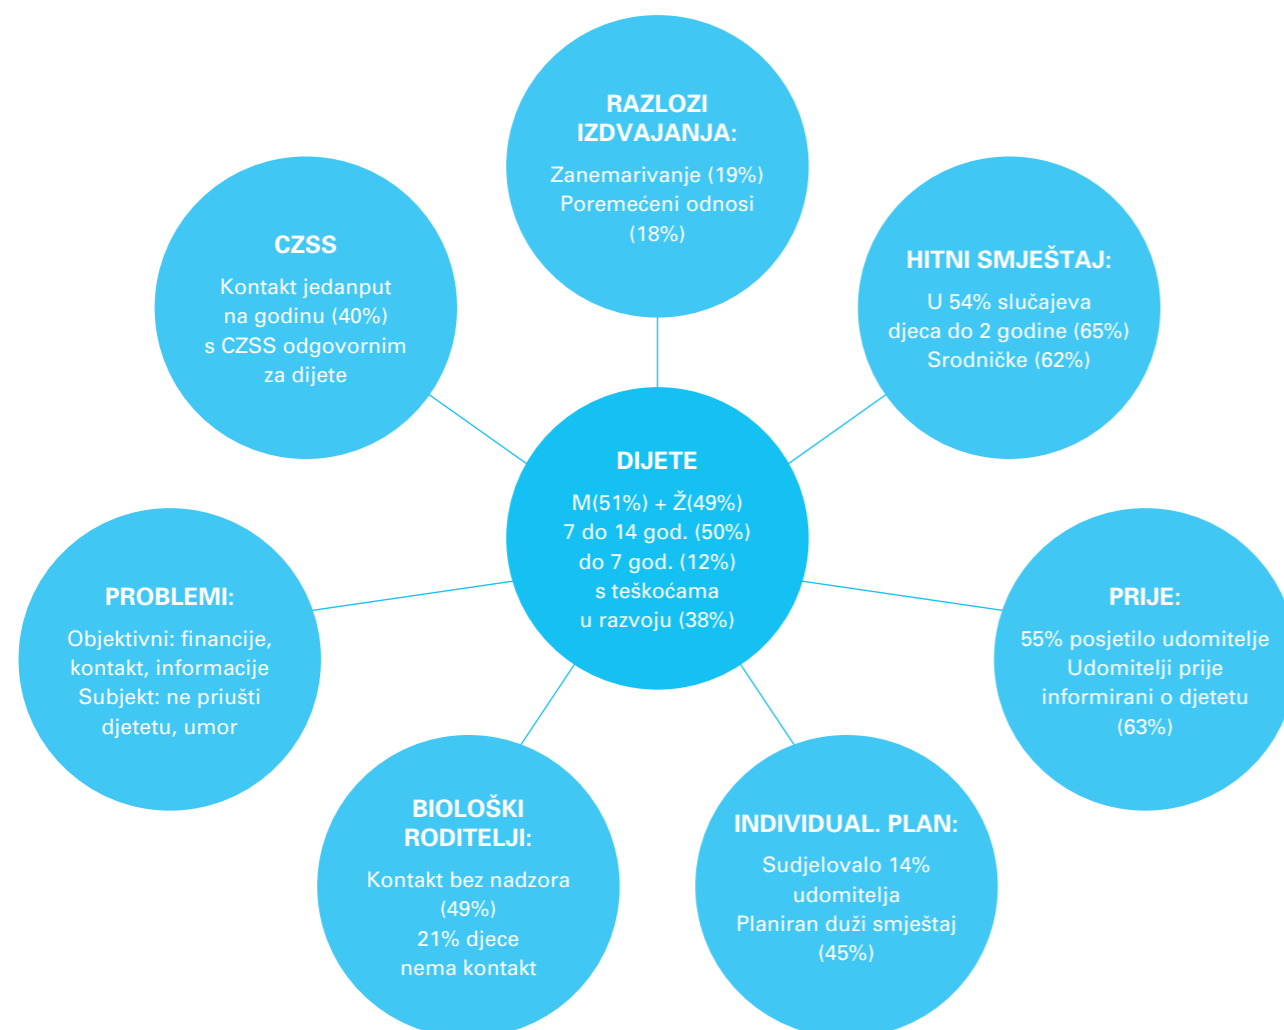 RAZLOZI
IZDVAJANJA:
Zanemarivanje (19%)
Poremećeni odnosi
(18%)
CZSS
Kontakt jedanput
na godinu (40%)
s CZSS odgovornim
za dijete
HITNI SMJEŠTAJ:
U 54% slučajeva
djeca do 2 godine (65%)
Srodničke (62%)
DIJETE
M(51%) + Ž(49%)
7 do 14 god. (50%)
do 7 god. (12%)
s teškoćama
u razvoju (38%)
PROBLEMI:
Objektivni: financije,
kontakt, informacije
Subjekt: ne priušti
djetetu, umor
PRIJE:
55% posjetilo udomitelje
Udomitelji prije
informirani o djetetu
(63%)
BIOLOŠKI
RODITELJI:
Kontakt bez nadzora
(49%)
21% djece
nema kontakt
INDIVIDUAL. PLAN:
Sudjelovalo 14%
udomitelja
Planiran duži smještaj
(45%)